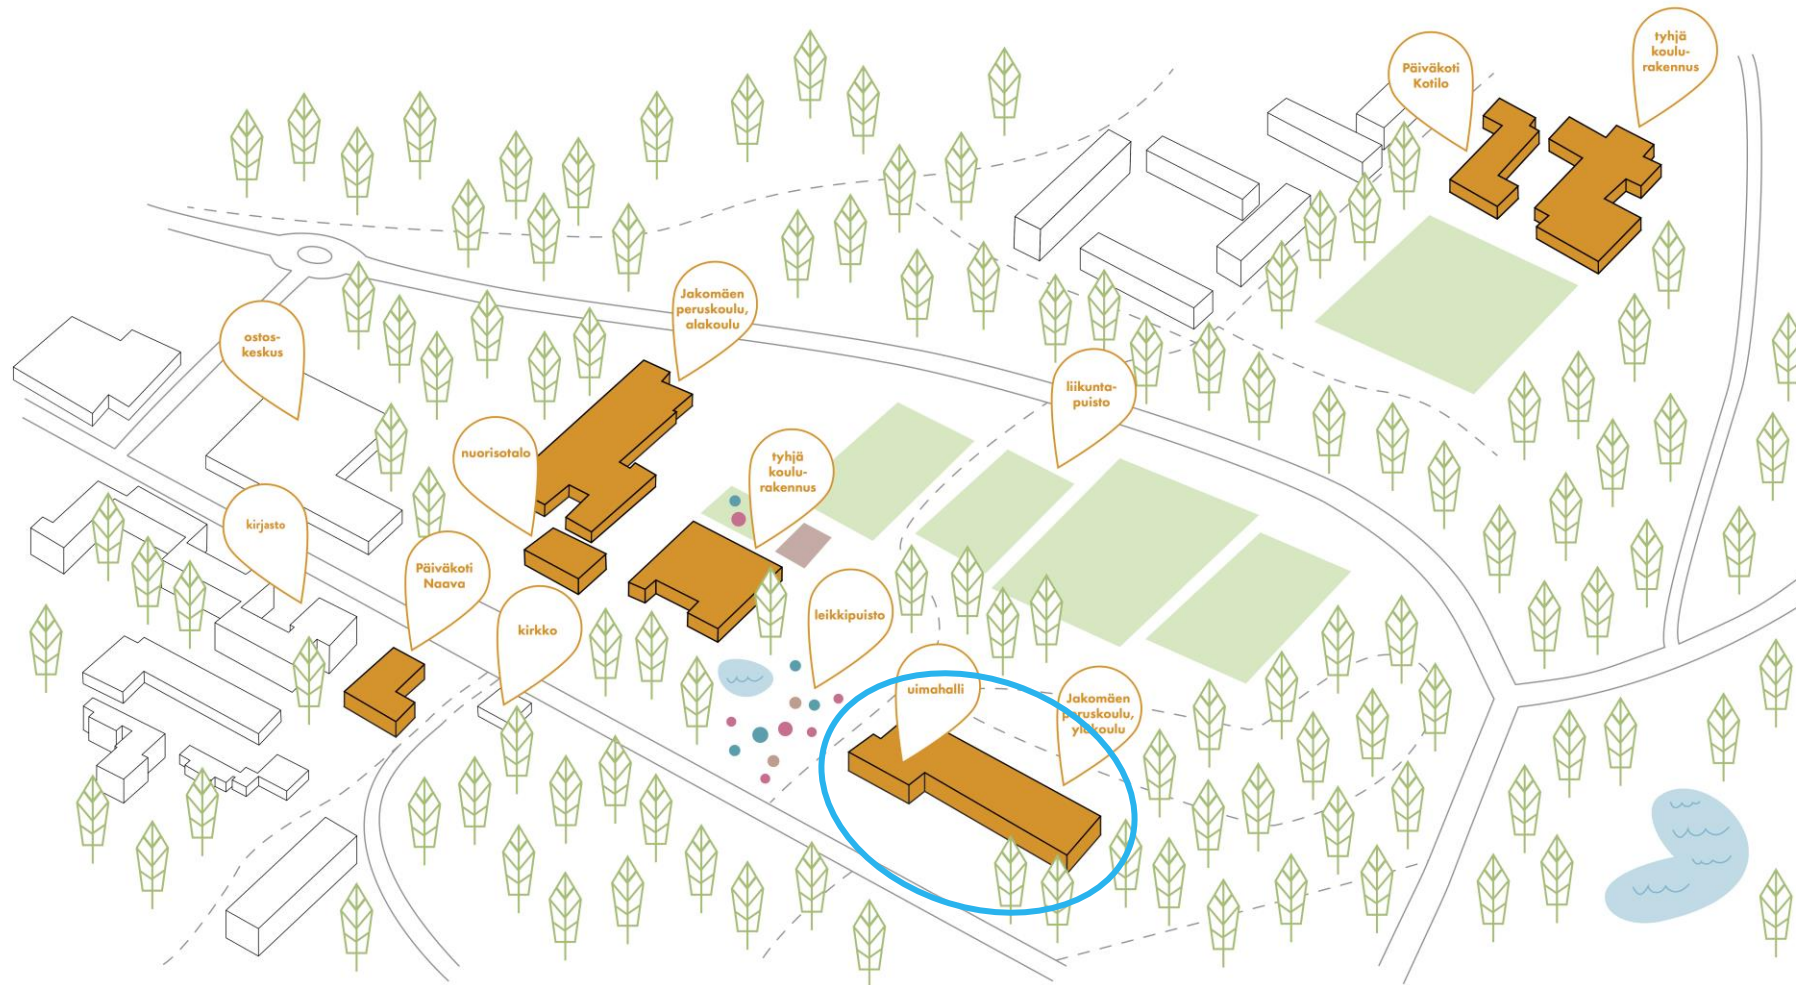 tyhjä
koulu-
rakennus
Päiväkoti
Kotilo
Jakomäen
peruskoulu,
alakoulu
ostos-
keskus
liikunta-
puisto
nuorisotalo
tyhjä
koulu-
rakennus
kirjasto
Päiväkoti
Naava
kirkko
leikkipuisto
uimahalli
Jakomäen
peruskoulu,
yläkoulu